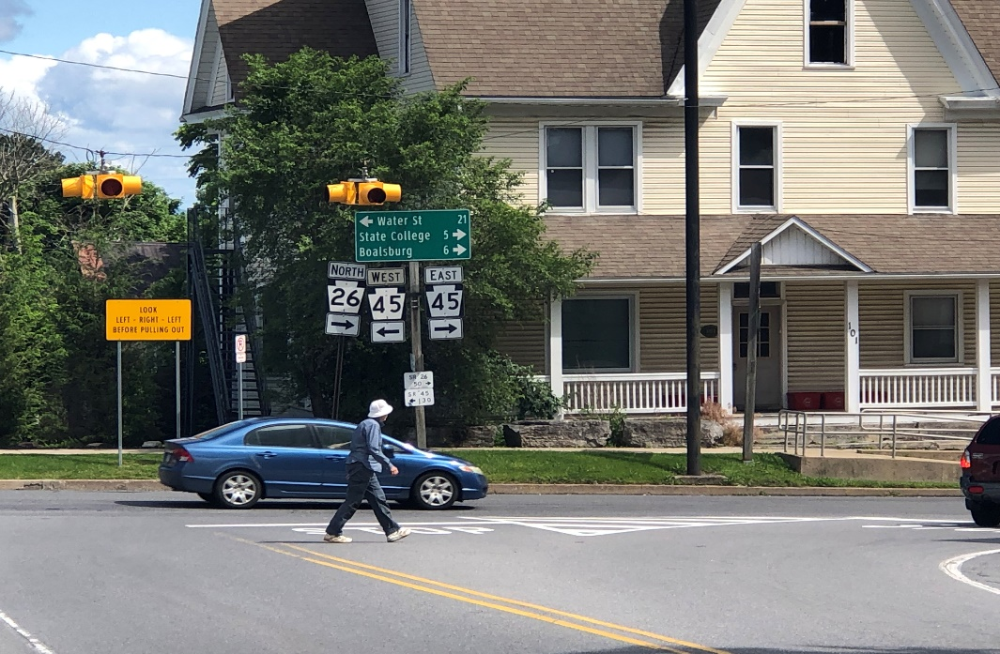 Water St 21
State College 5
Boalsburg 6
NORTH
26
WEST
45
EAST
45
LOOK
LEFT - RIGHT - LEFT
BEFORE PULLING OUT
SR 26
50
SR 45
30
101